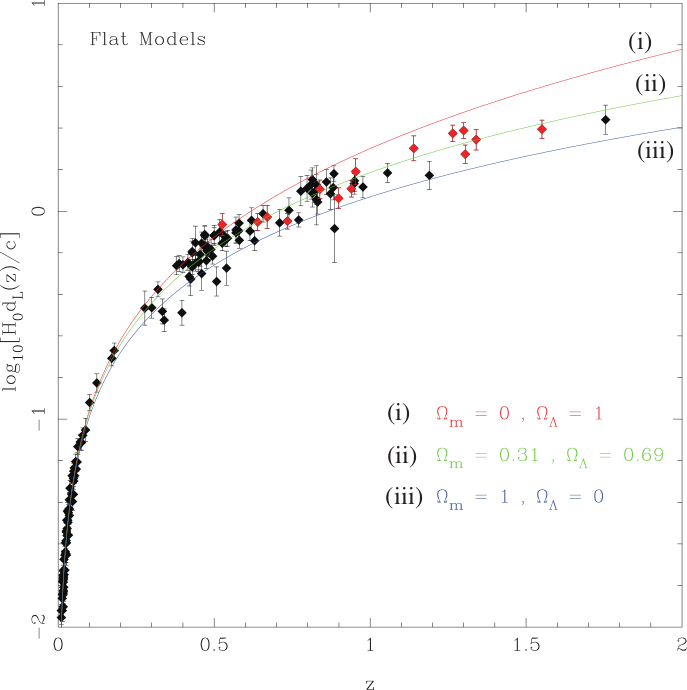 1
(i)
Flat Models
(ii)
(iii)
0
log10[H0dL(z)/c]
(i) Ωm = 0 , ΩΛ = 1
−1
(ii) Ωm = 0.31 , ΩΛ = 0.69
(iii) Ωm = 1 , ΩΛ = 0
−2
0 0.5 1 1.5 2
z